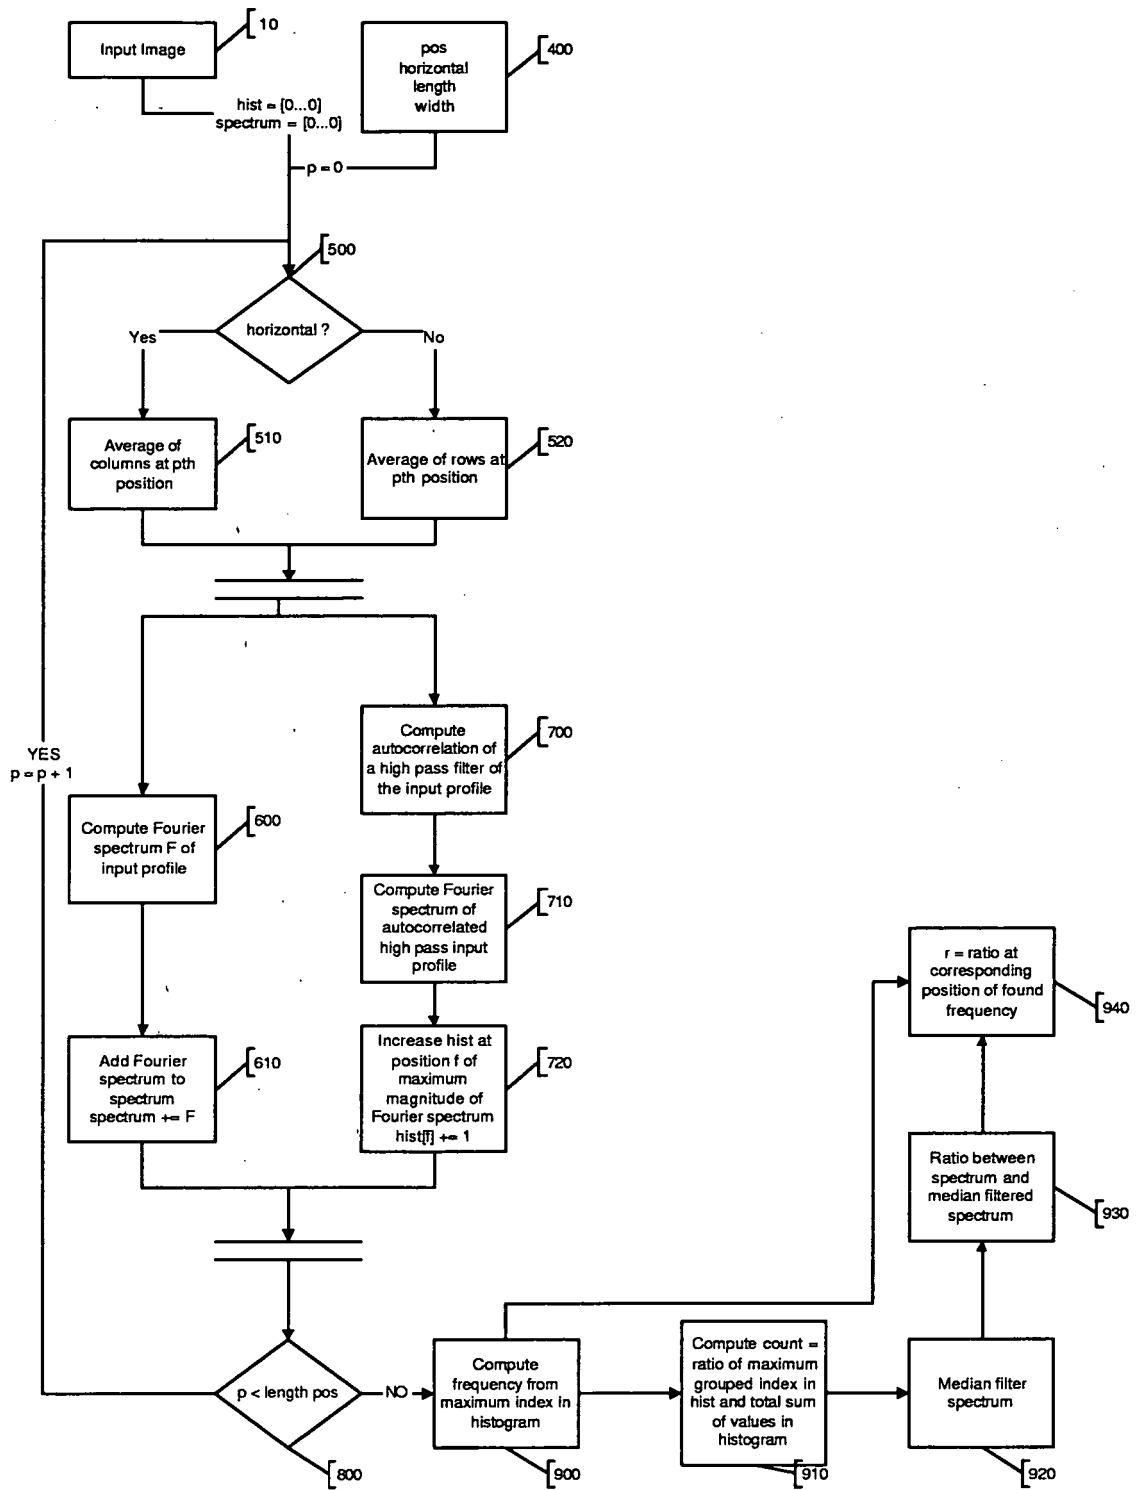 Input Image
10
pos
horizontal
length
width
400
hist = [0...0]
spectrum = [0...0]
p = 0
500
horizontal ?
Yes
No
Average of
columns at pth
position
510
Average of rows at
pth position
520
YES
p = p + 1
Compute
autocorrelation of
a high pass filter of
the input profile
700
Compute Fourier
spectrum F of
input profile
600
Compute Fourier
spectrum of
autocorrelated
high pass input
profile
710
Add Fourier
spectrum to
spectrum
spectrum += F
610
Increase hist at
position f of
maximum
magnitude of
Fourier spectrum
hist[f] += 1
720
r = ratio at
corresponding
position of found
frequency
940
Ratio between
spectrum and
median filtered
spectrum
930
p < length pos
800
NO
Compute
frequency from
maximum index in
histogram
900
Compute count =
ratio of maximum
grouped index in
hist and total sum
of values in
histogram
910
Median filter
spectrum
920